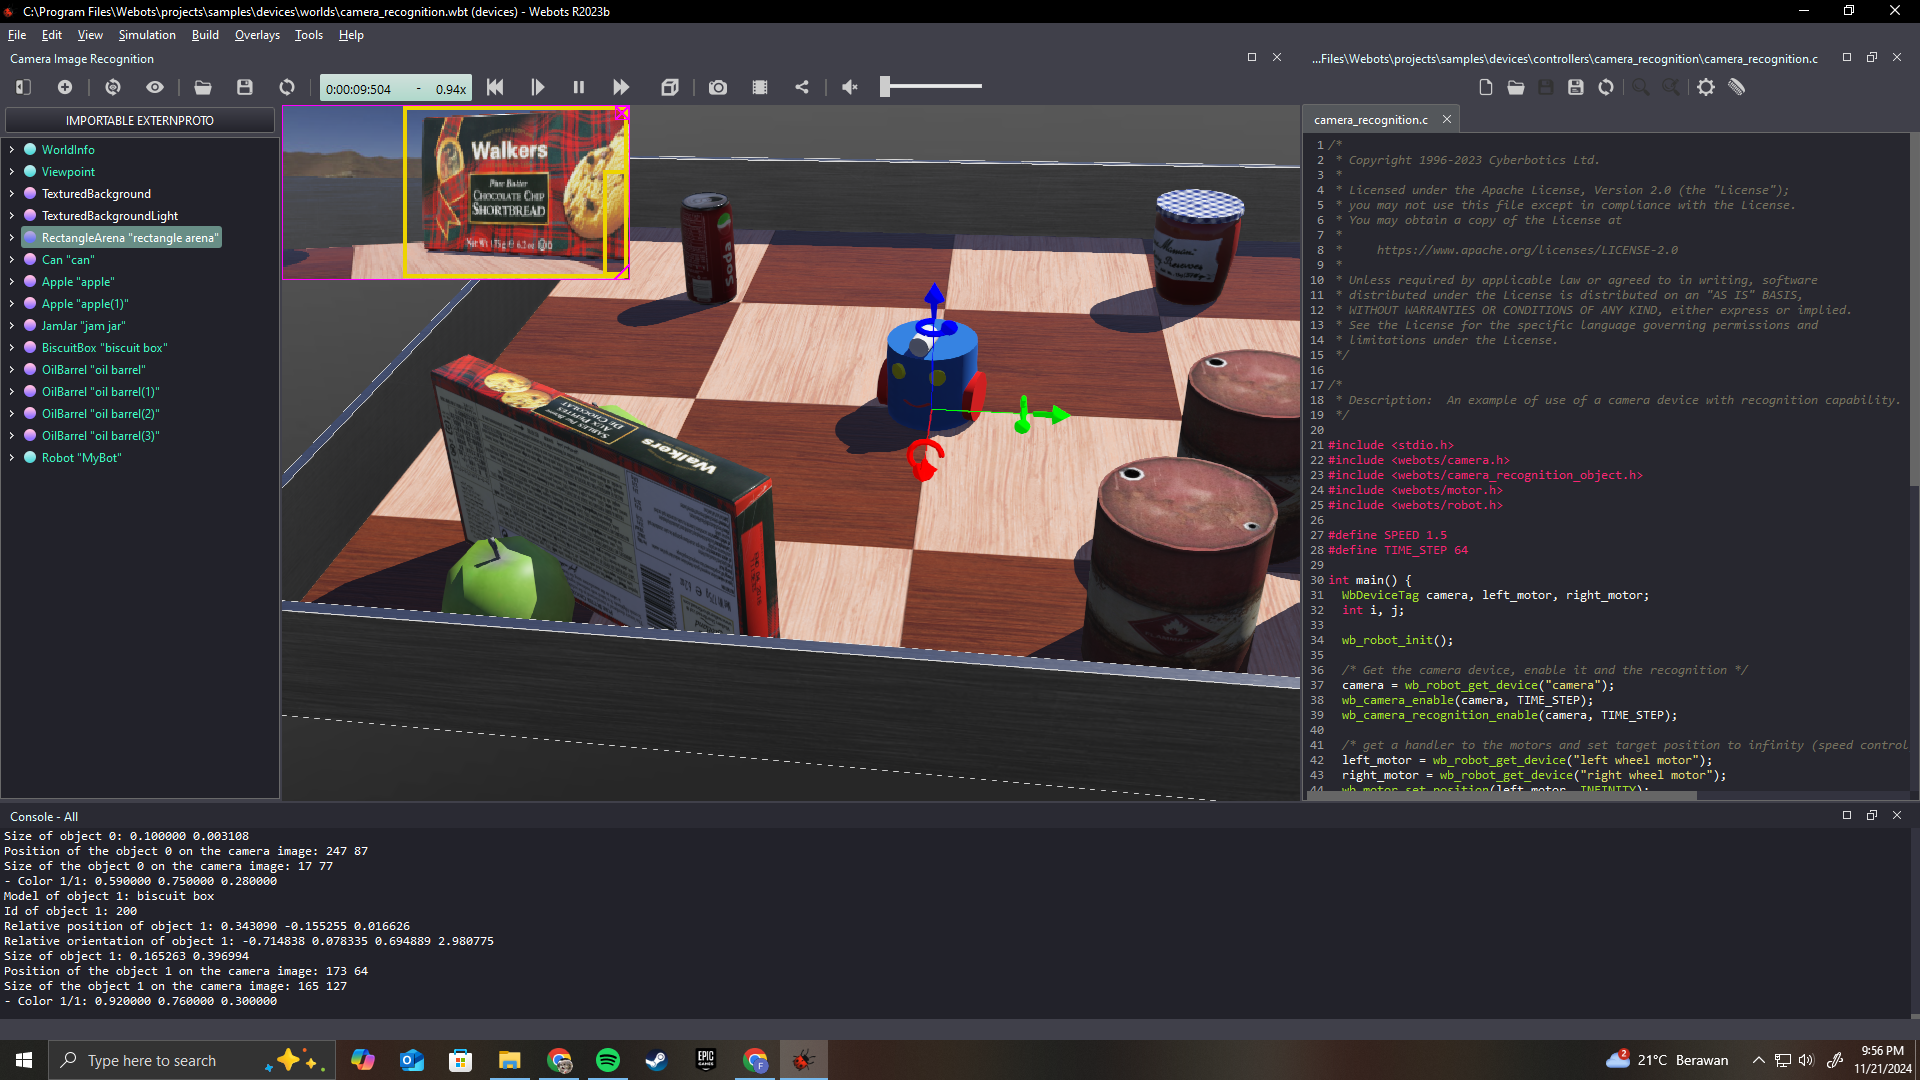 C:\Program Files\Webots\projects\samples\devices\worlds\camera_recognition.wbt (devices) - Webots R2023b
File Edit View Simulation Build Overlays Tools Help
Camera Image Recognition
0:00:09:504 - 0.94x
IMPORTABLE EXTERNPROTO
WorldInfo
Viewpoint
TexturedBackground
TexturedBackgroundLight
RectangleArena "rectangle arena"
Can "can"
Apple "apple"
Apple "apple(1)"
JamJar "jam jar"
BiscuitBox "biscuit box"
OilBarrel "oil barrel"
OilBarrel "oil barrel(1)"
OilBarrel "oil barrel(2)"
OilBarrel "oil barrel(3)"
Robot "MyBot"
Walkers
Pure Butter
CHOCOLATE CHIP
SHORTBREAD
SABLÉS PUR BEURRE
AUX PÉPITES
DE CHOCOLAT
Walkers
...Files\Webots\projects\samples\devices\controllers\camera_recognition\camera_recognition.c
camera_recognition.c
1 /*
2 * Copyright 1996-2023 Cyberbotics Ltd.
3 *
4 * Licensed under the Apache License, Version 2.0 (the "License");
5 * you may not use this file except in compliance with the License.
6 * You may obtain a copy of the License at
7 *
8 * https://www.apache.org/licenses/LICENSE-2.0
9 *
10 * Unless required by applicable law or agreed to in writing, software
11 * distributed under the License is distributed on an "AS IS" BASIS,
12 * WITHOUT WARRANTIES OR CONDITIONS OF ANY KIND, either express or implied.
13 * See the License for the specific language governing permissions and
14 * limitations under the License.
15 */
16
17 /*
18 * Description: An example of use of a camera device with recognition capability.
19 */
20
21 #include <stdio.h>
22 #include <webots/camera.h>
23 #include <webots/camera_recognition_object.h>
24 #include <webots/motor.h>
25 #include <webots/robot.h>
26
27 #define SPEED 1.5
28 #define TIME_STEP 64
29
30 int main() {
31 WbDeviceTag camera, left_motor, right_motor;
32 int i, j;
33
34 wb_robot_init();
35
36 /* Get the camera device, enable it and the recognition */
37 camera = wb_robot_get_device("camera");
38 wb_camera_enable(camera, TIME_STEP);
39 wb_camera_recognition_enable(camera, TIME_STEP);
40
41 /* get a handler to the motors and set target position to infinity (speed control
42 left_motor = wb_robot_get_device("left wheel motor");
43 right_motor = wb_robot_get_device("right wheel motor");
44 wb_motor_set_position(left_motor, INFINITY);
Console - All
Size of object 0: 0.100000 0.003108
Position of the object 0 on the camera image: 247 87
Size of the object 0 on the camera image: 17 77
- Color 1/1: 0.590000 0.750000 0.280000
Model of object 1: biscuit box
Id of object 1: 200
Relative position of object 1: 0.343090 -0.155255 0.016626
Relative orientation of object 1: -0.714838 0.078335 0.694889 2.980775
Size of object 1: 0.165263 0.396994
Position of the object 1 on the camera image: 173 64
Size of the object 1 on the camera image: 165 127
- Color 1/1: 0.920000 0.760000 0.300000
Type here to search
EPIC
GAMES
2
21°C Berawan
9:56 PM
11/21/2024